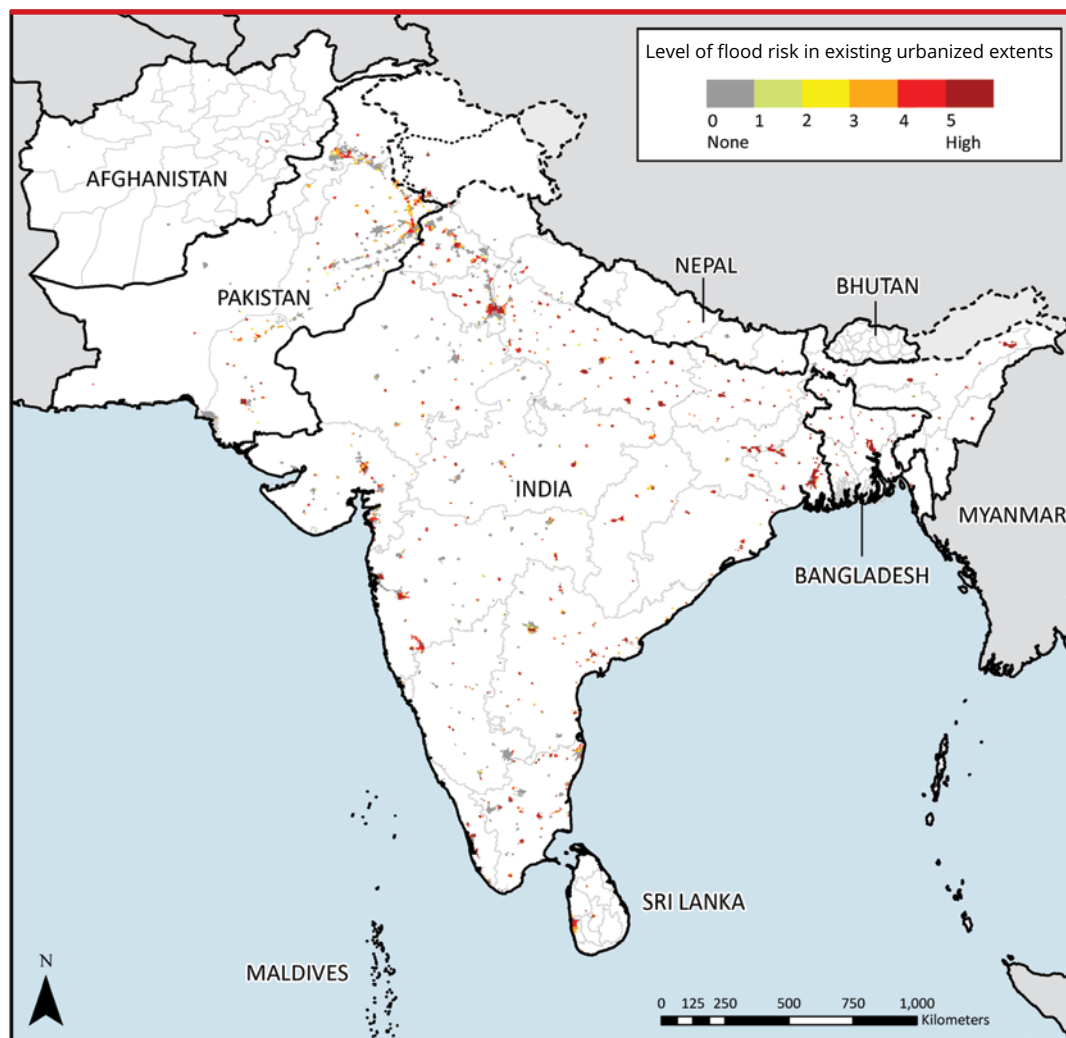 Level of flood risk in existing urbanized extents
0 1 2 3 4 5
None High
AFGHANISTAN
PAKISTAN
NEPAL
BHUTAN
INDIA
MYANMAR
BANGLADESH
SRI LANKA
MALDIVES
N
0 125 250 500 750 1,000
Kilometers